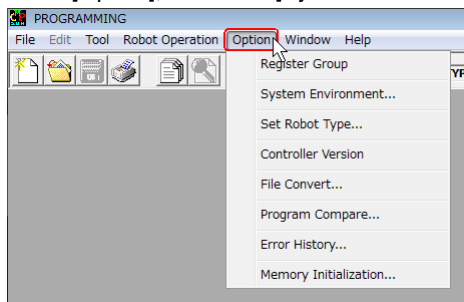 PROGRAMMING
File Edit Tool Robot Operation Option Window Help
Register Group
System Environment...
Set Robot Type...
Controller Version
File Convert...
Program Compare...
Error History...
Memory Initialization...